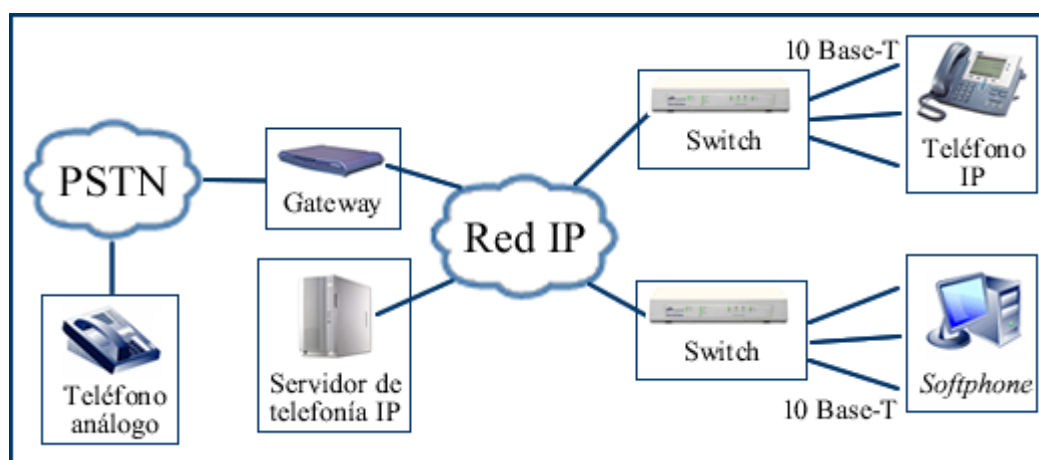 10 Base-T
Switch
Teléfono
IP
PSTN
Gateway
Red IP
Teléfono
análogo
Servidor de
telefonía IP
Switch
Softphone
10 Base-T